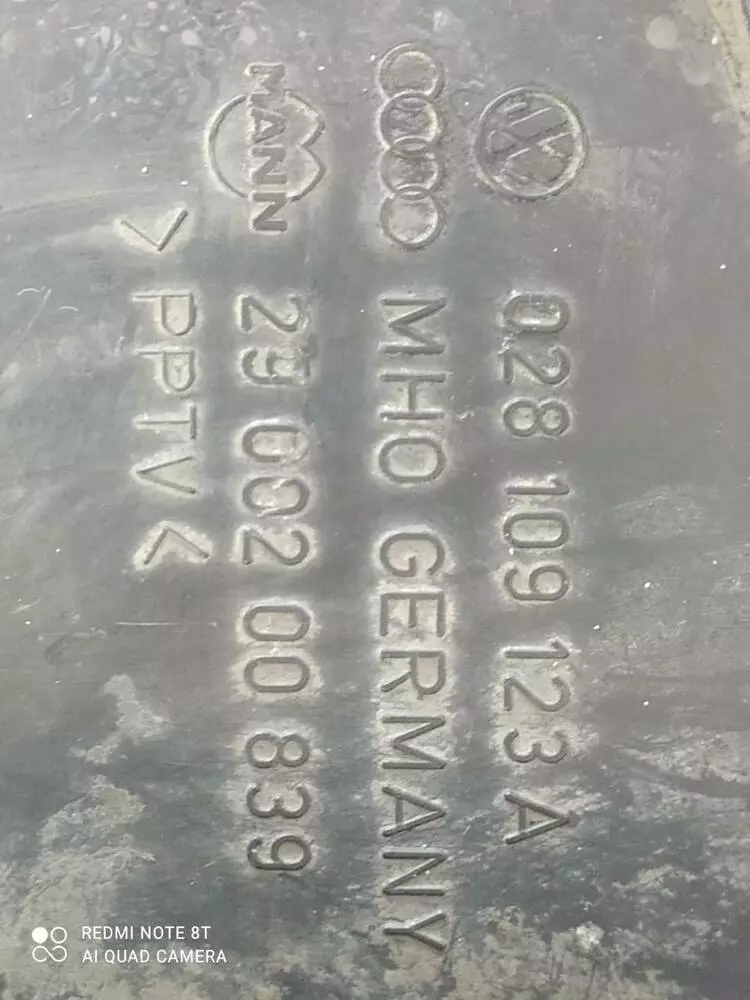 028 109 123 A
MHO GERMANY
MANN 29 002 00 839
> PPTV <
REDMI NOTE 8T
AI QUAD CAMERA